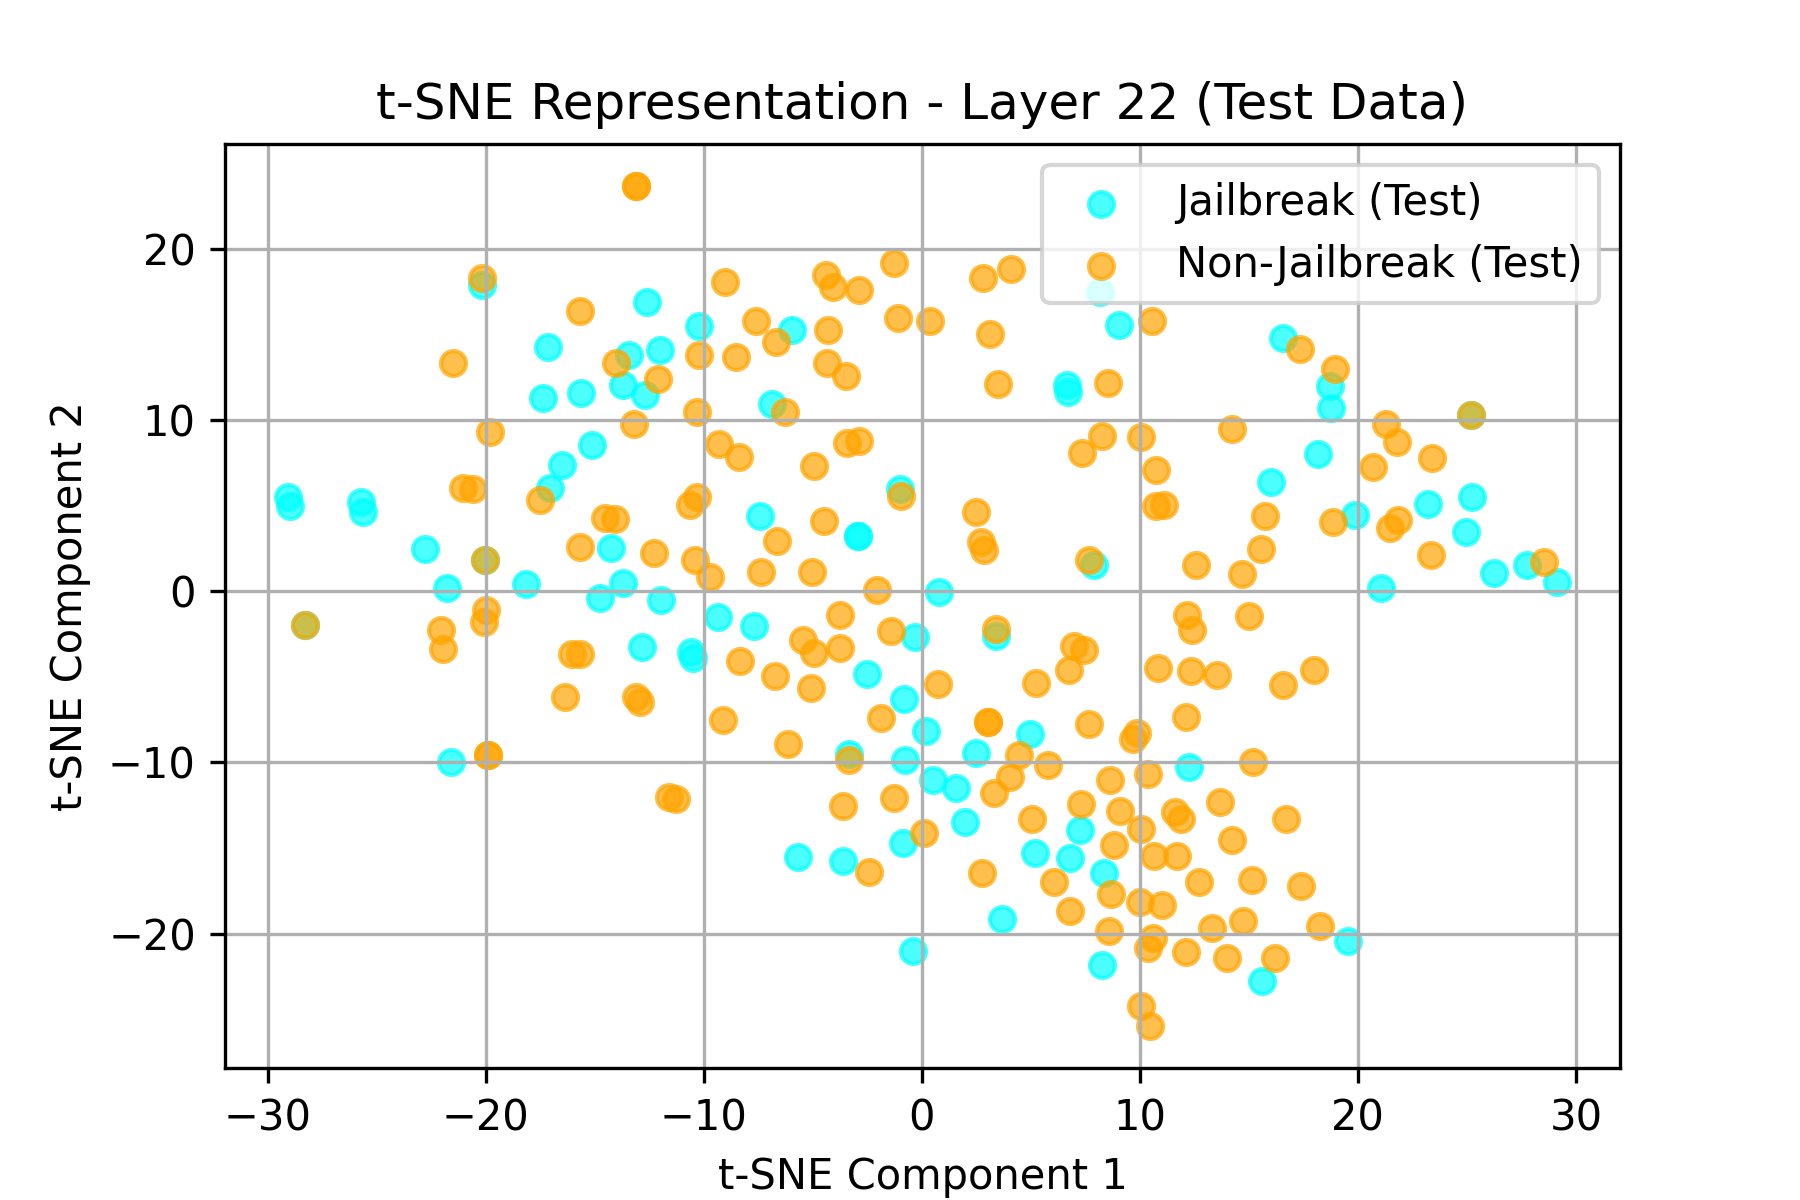 t-SNE Representation - Layer 22 (Test Data)
Jailbreak (Test)
Non-Jailbreak (Test)
t-SNE Component 2
20
10
0
−10
−20
−30 −20 −10 0 10 20 30
t-SNE Component 1